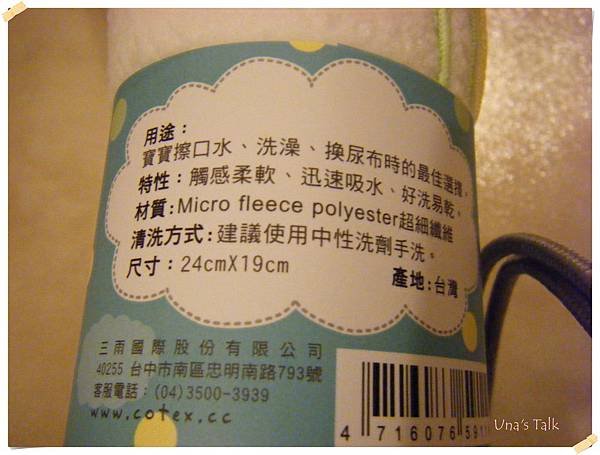 用途：
寶寶擦口水、洗澡、換尿布時的最佳選擇。
特性：觸感柔軟、迅速吸水、好洗易乾。
材質：Micro fleece polyester超細纖維
清洗方式：建議使用中性洗劑手洗。
尺寸：24cmX19cm
產地：台灣
三雨國際股份有限公司
40255 台中市南區忠明南路793號
客服電話：(04)3500-3939
www.cotex.cc
4 716076 5911
Una's Talk